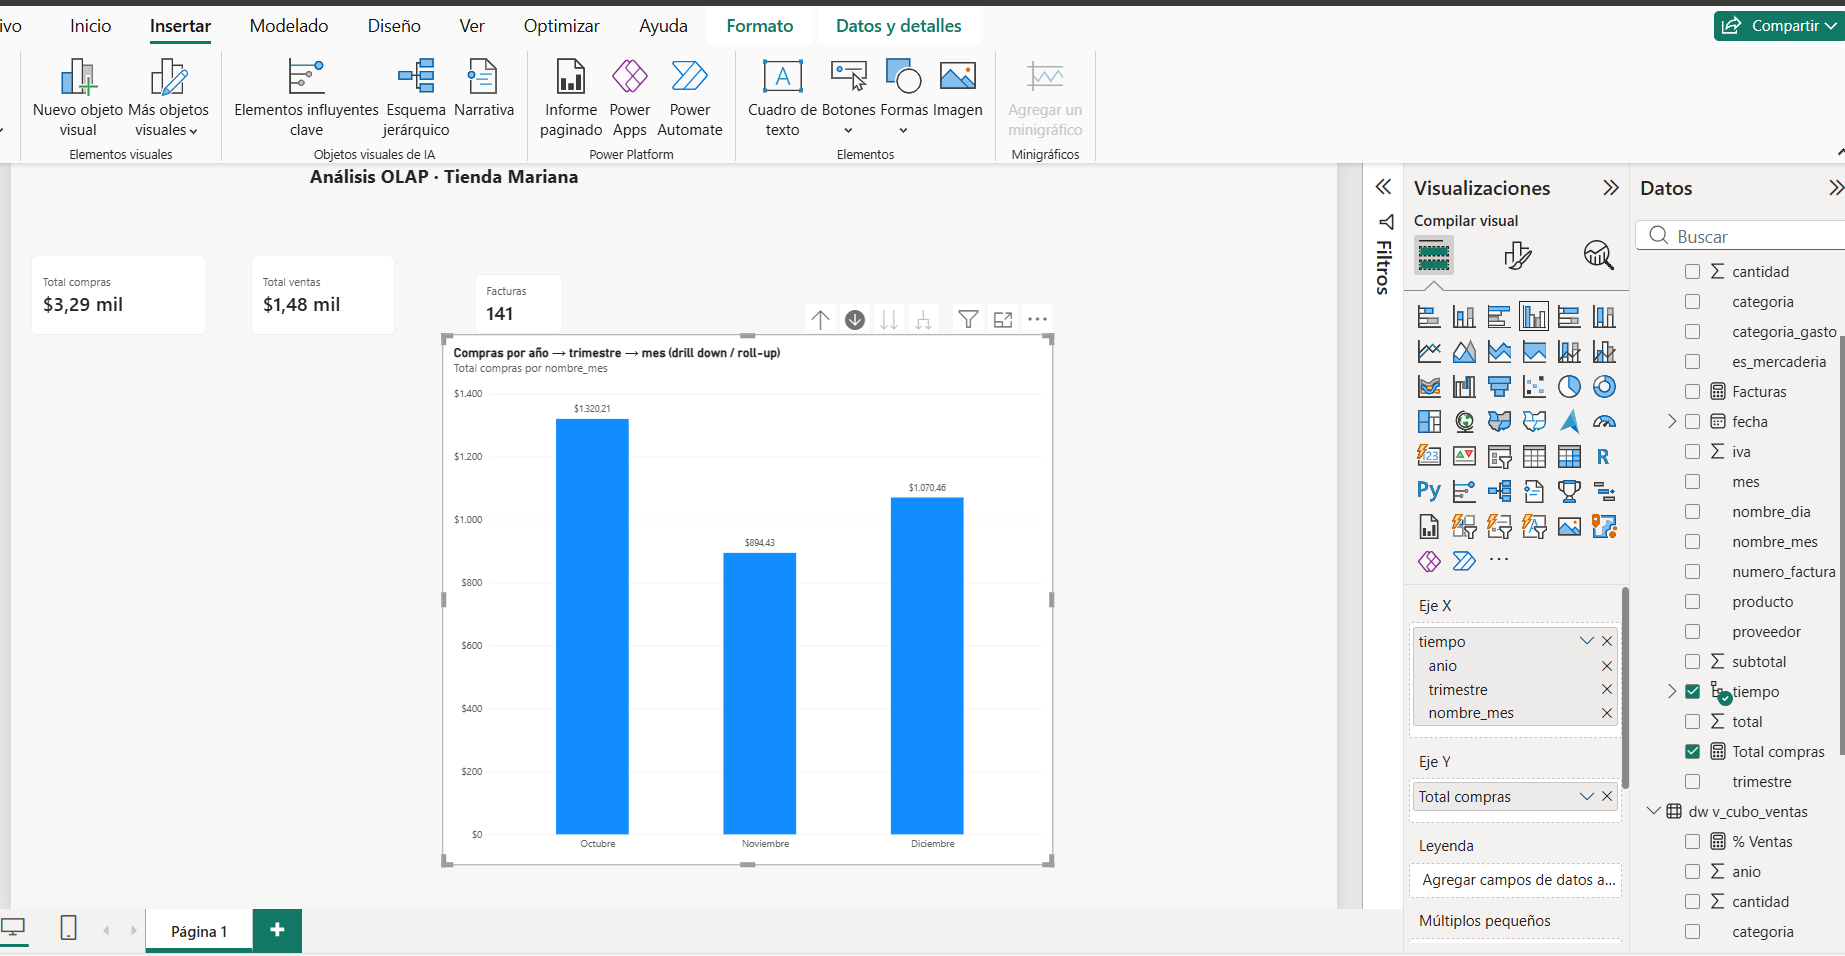 ivo
Inicio
Insertar
Modelado
Diseño
Ver
Optimizar
Ayuda
Formato
Datos y detalles
Compartir
Nuevo objeto visual
Más objetos visuales
Elementos visuales
Elementos influyentes clave
Esquema jerárquico
Narrativa
Objetos visuales de IA
Informe paginado
Power Apps
Power Automate
Power Platform
Cuadro de texto
Botones
Formas
Imagen
Elementos
Agregar un minigráfico
Minigráficos
Análisis OLAP · Tienda Mariana
Total compras
$3,29 mil
Total ventas
$1,48 mil
Facturas
141
Compras por año → trimestre → mes (drill down / roll-up)
Total compras por nombre_mes
$1.400
$1.200
$1.000
$800
$600
$400
$200
$0
$1.320,21
$894,43
$1.070,46
Octubre
Noviembre
Diciembre
Página 1
Filtros
Visualizaciones
Compilar visual
123
R
Py
Eje X
tiempo
anio
trimestre
nombre_mes
Eje Y
Total compras
Leyenda
Agregar campos de datos a...
Múltiplos pequeños
Datos
Buscar
cantidad
categoria
categoria_gasto
es_mercaderia
Facturas
fecha
iva
mes
nombre_dia
nombre_mes
numero_factura
producto
proveedor
subtotal
tiempo
total
Total compras
trimestre
dw v_cubo_ventas
% Ventas
anio
cantidad
categoria